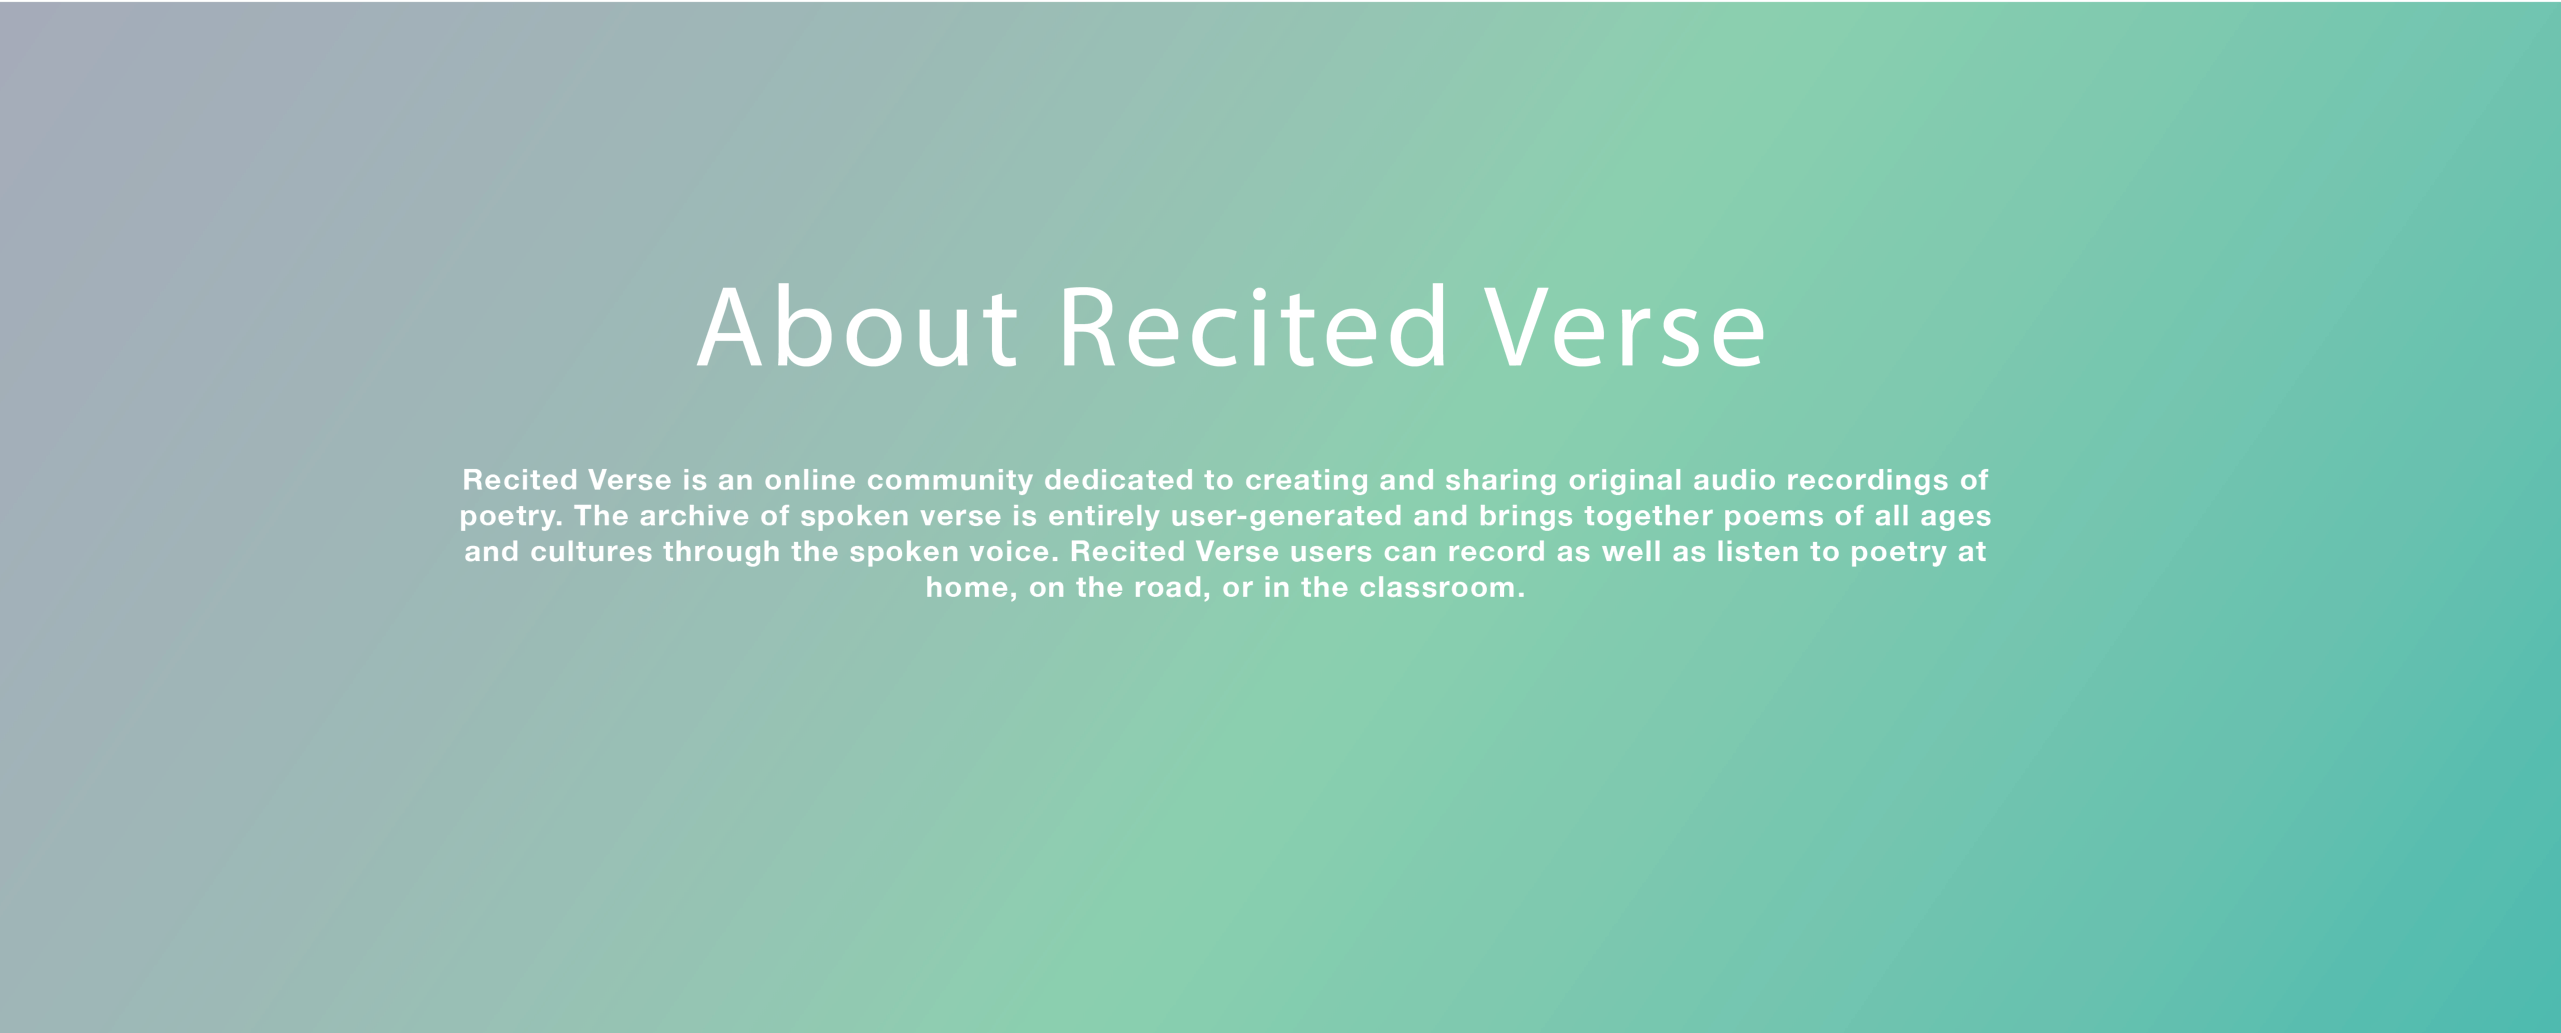 About Recited Verse
Recited Verse is an online community dedicated to creating and sharing original audio recordings of
poetry. The archive of spoken verse is entirely user-generated and brings together poems of all ages
and cultures through the spoken voice. Recited Verse users can record as well as listen to poetry at
home, on the road, or in the classroom.